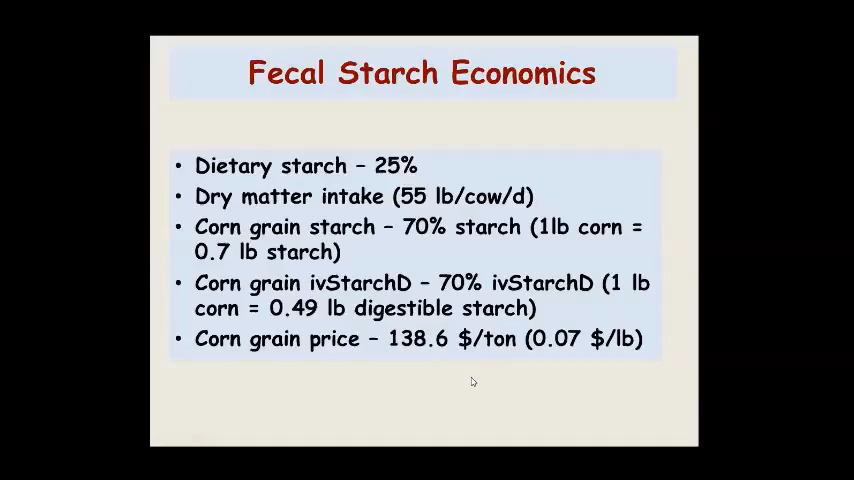 Fecal Starch Economics
• Dietary starch – 25%
• Dry matter intake (55 lb/cow/d)
• Corn grain starch – 70% starch (1lb corn =
0.7 lb starch)
• Corn grain ivStarchD – 70% ivStarchD (1 lb
corn = 0.49 lb digestible starch)
• Corn grain price – 138.6 $/ton (0.07 $/lb)